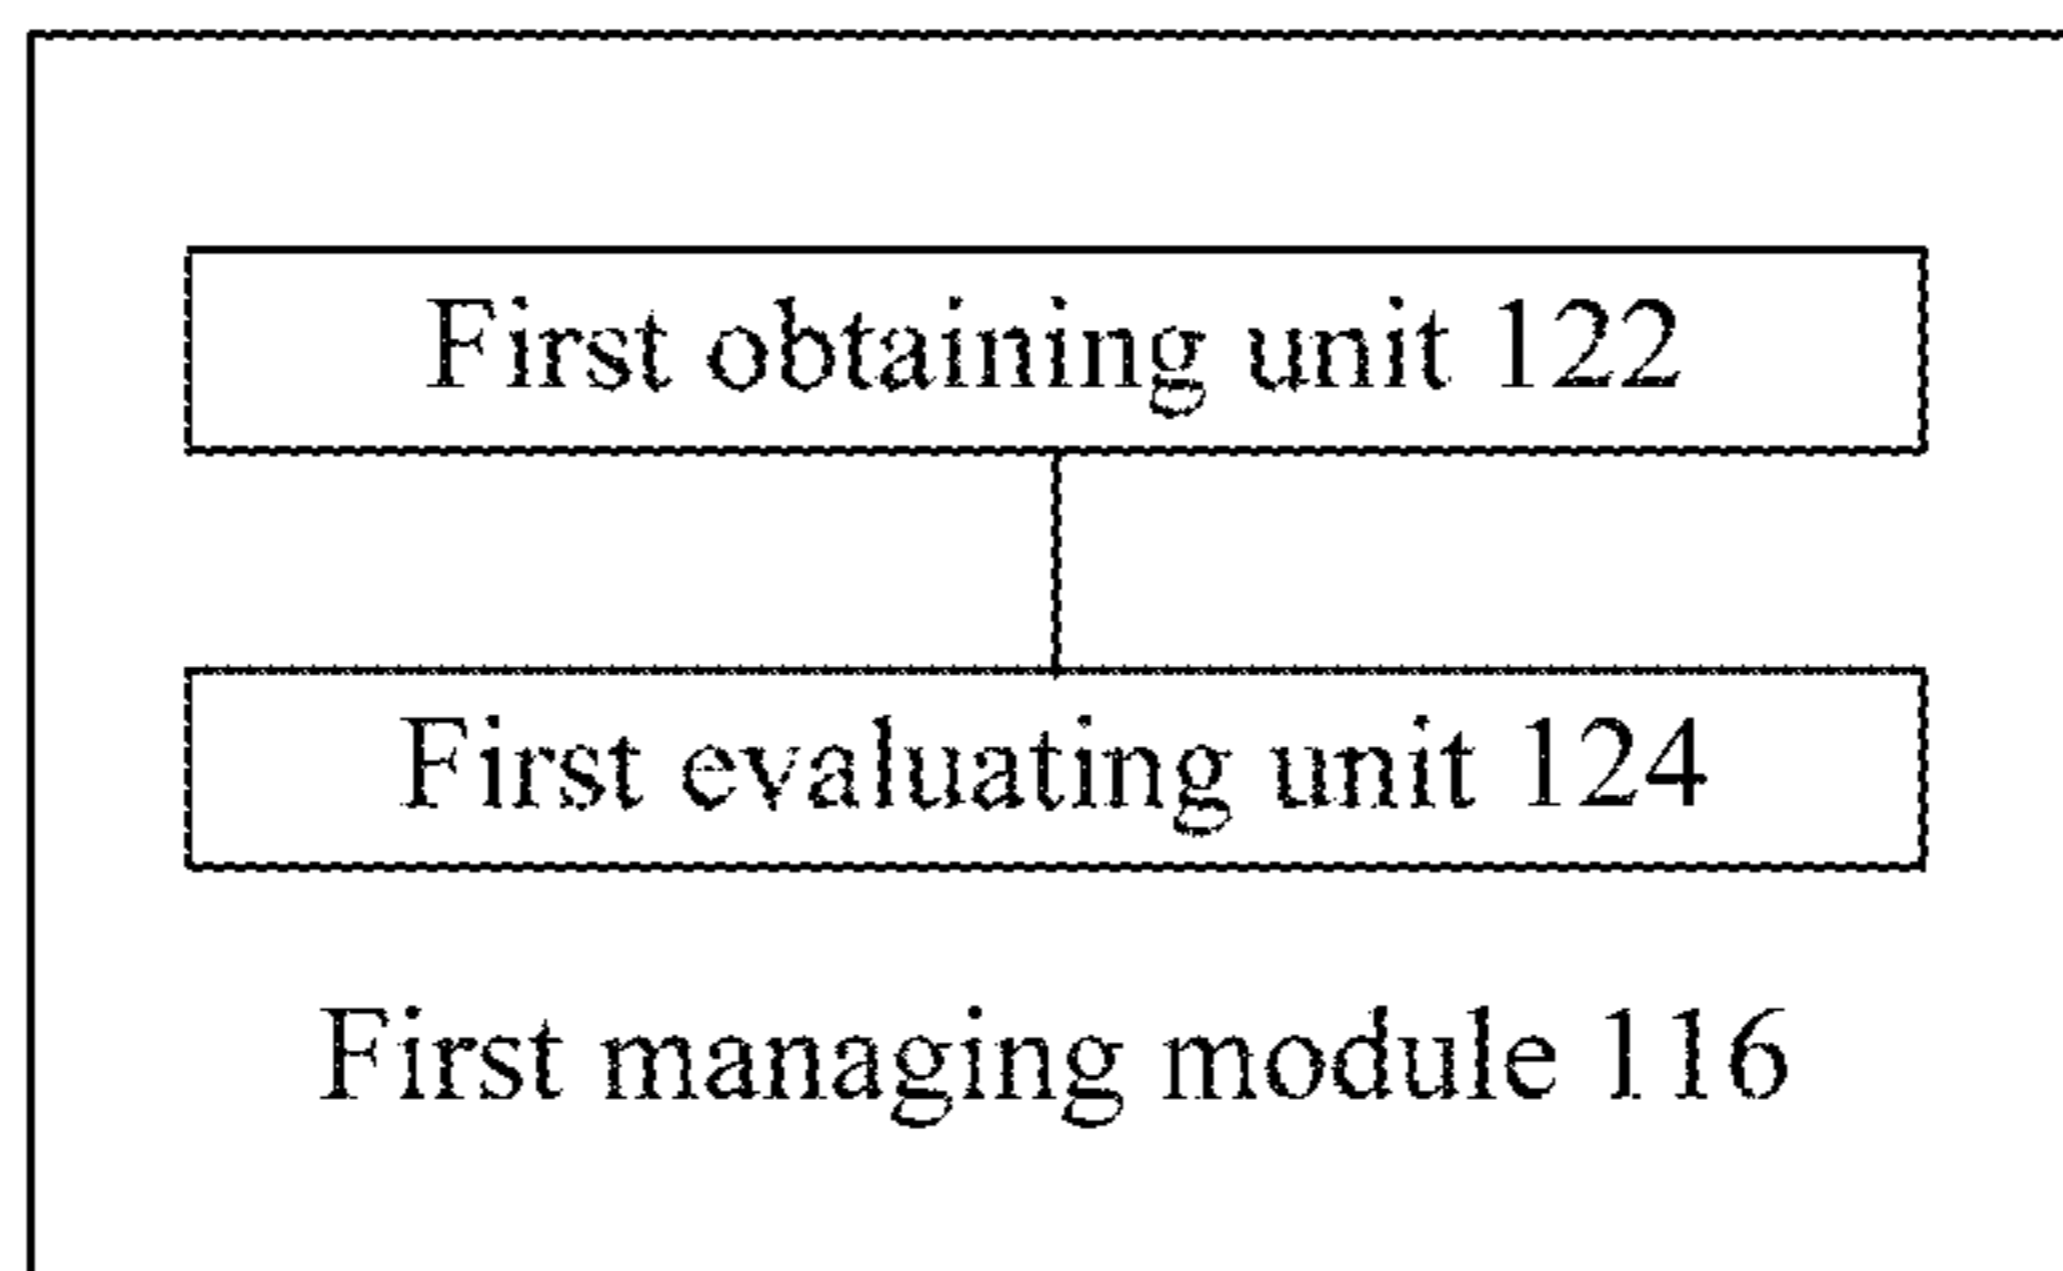 First obtaining unit 122
First evaluating unit 124
First managing module 116